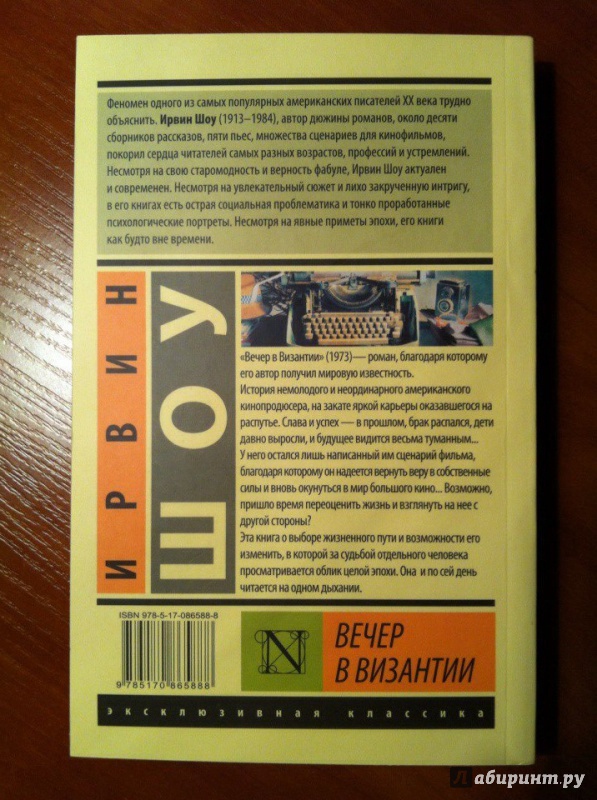 Феномен одного из самых популярных американских писателей XX века трудно
объяснить. Ирвин Шоу (1913–1984), автор дюжины романов, около десяти
сборников рассказов, пяти пьес, множества сценариев для кинофильмов,
покорил сердца читателей самых разных возрастов, профессий и устремлений.
Несмотря на свою старомодность и верность фабуле, Ирвин Шоу актуален
и современен. Несмотря на увлекательный сюжет и лихо закрученную интригу,
в его книгах есть острая социальная проблематика и тонко проработанные
психологические портреты. Несмотря на явные приметы эпохи, его книги
как будто вне времени.
ИРВИН
ШОУ
«Вечер в Византии» (1973)— роман, благодаря которому
его автор получил мировую известность.
История немолодого и неординарного американского
кинопродюсера, на закате яркой карьеры оказавшегося на
распутье. Слава и успех — в прошлом, брак распался, дети
давно выросли, и будущее видится весьма туманным...
У него остался лишь написанный им сценарий фильма,
благодаря которому он надеется вернуть веру в собственные
силы и вновь окунуться в мир большого кино... Возможно,
пришло время переоценить жизнь и взглянуть на нее с
другой стороны?
Эта книга о выборе жизненного пути и возможности его
изменить, в которой за судьбой отдельного человека
просматривается облик целой эпохи. Она и по сей день
читается на одном дыхании.
ISBN 978-5-17-086588-8
9 785170 865888
N
ВЕЧЕР
В ВИЗАНТИИ
эксклюзивная классика
Л абиринт.ру